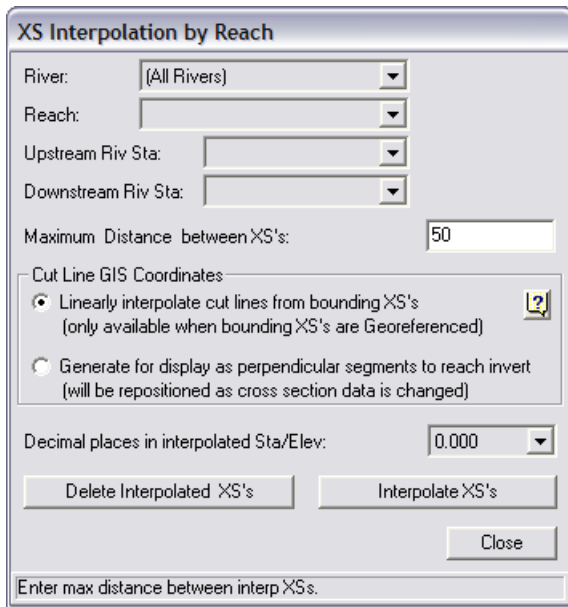 XS Interpolation by Reach
River: (All Rivers)
Reach:
Upstream Riv Sta:
Downstream Riv Sta:
Maximum Distance between XS's: 50
Cut Line GIS Coordinates
Linearly interpolate cut lines from bounding XS's
(only available when bounding XS's are Georeferenced)
?
Generate for display as perpendicular segments to reach invert
(will be repositioned as cross section data is changed)
Decimal places in interpolated Sta/Elev: 0.000
Delete Interpolated XS's Interpolate XS's
Close
Enter max distance between interp XSs.